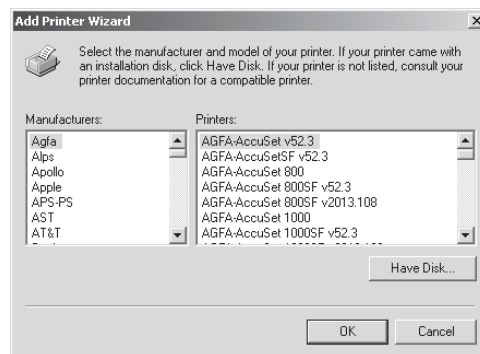 Add Printer Wizard
Select the manufacturer and model of your printer. If your printer came with
an installation disk, click Have Disk. If your printer is not listed, consult your
printer documentation for a compatible printer.
Manufacturers:
Printers:
Agfa
Alps
Apollo
Apple
APS-PS
AST
AT&T
AGFA-AccuSet v52.3
AGFA-AccuSetSF v52.3
AGFA-AccuSet 800
AGFA-AccuSet 800SF v52.3
AGFA-AccuSet 800SF v2013.108
AGFA-AccuSet 1000
AGFA-AccuSet 1000SF v52.3
Have Disk...
OK
Cancel